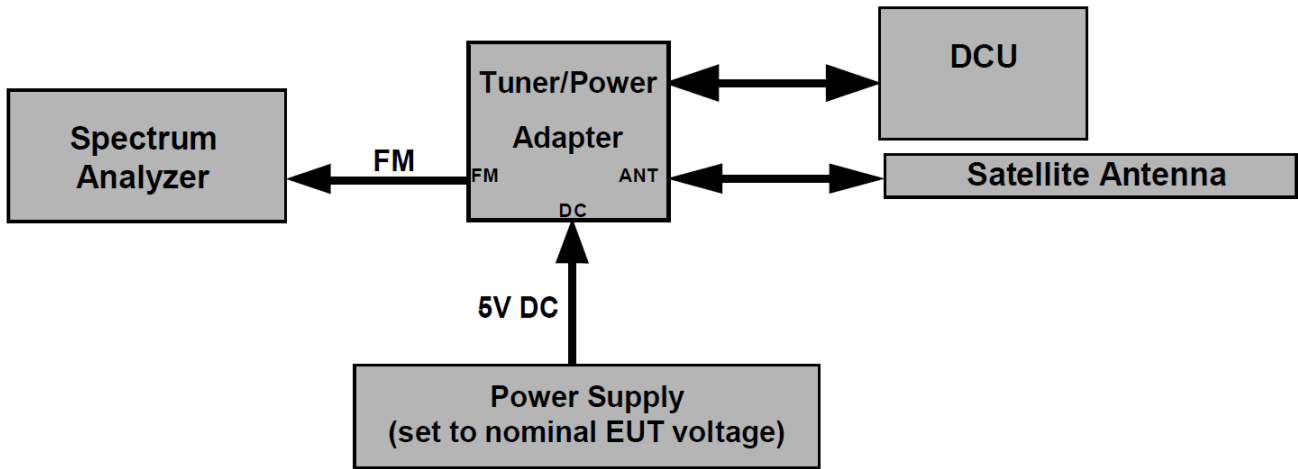 DCU
Tuner/Power
Adapter
Spectrum
Analyzer
FM
FM
ANT
Satellite Antenna
DC
5V DC
Power Supply
(set to nominal EUT voltage)